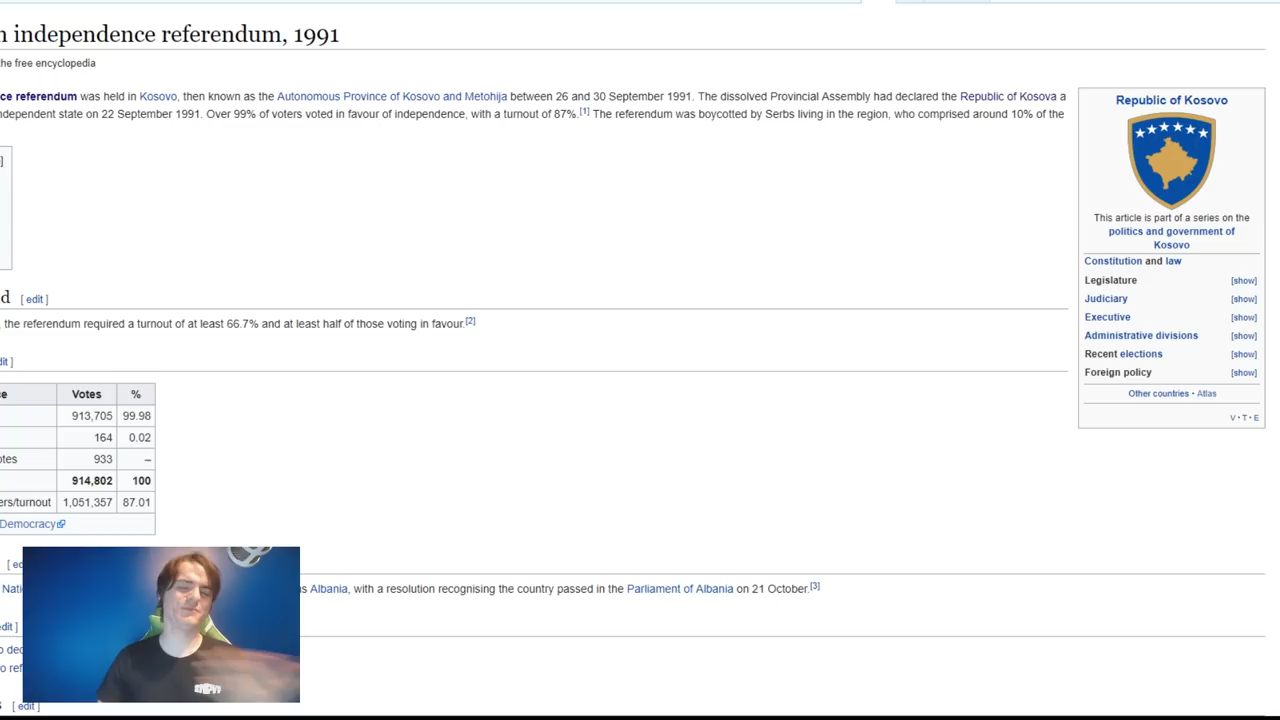 n independence referendum, 1991
the free encyclopedia
ce referendum was held in Kosovo, then known as the Autonomous Province of Kosovo and Metohija between 26 and 30 September 1991. The dissolved Provincial Assembly had declared the Republic of Kosova a
ndependent state on 22 September 1991. Over 99% of voters voted in favour of independence, with a turnout of 87%.[1] The referendum was boycotted by Serbs living in the region, who comprised around 10% of the
]
d [ edit ]
, the referendum required a turnout of at least 66.7% and at least half of those voting in favour.[2]
dit ]
ce Votes %
913,705 99.98
164 0.02
otes 933 –
914,802 100
ers/turnout 1,051,357 87.01
Democracy
[ ed
Nati
s Albania, with a resolution recognising the country passed in the Parliament of Albania on 21 October.[3]
edit ]
o dec
o ref
s [ edit ]
Republic of Kosovo
This article is part of a series on the
politics and government of
Kosovo
Constitution and law
Legislature [show]
Judiciary [show]
Executive [show]
Administrative divisions [show]
Recent elections [show]
Foreign policy [show]
Other countries • Atlas
V • T • E